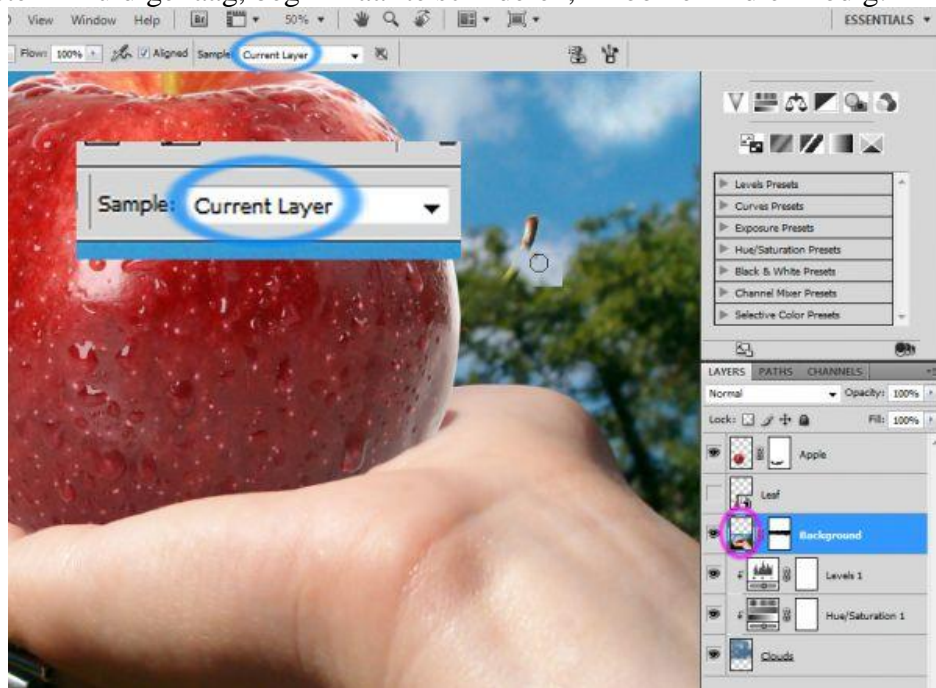 View Window Help Br 50% ESSENTIALS
Flow: 100% Aligned Sample: Current Layer
Sample: Current Layer
Levels Presets
Curves Presets
Exposure Presets
Hue/Saturation Presets
Black & White Presets
Channel Mixer Presets
Selective Color Presets
LAYERS PATHS CHANNELS
Normal Opacity: 100%
Lock: Fill: 100%
Apple
Leaf
Background
Levels 1
Hue/Saturation 1
Clouds